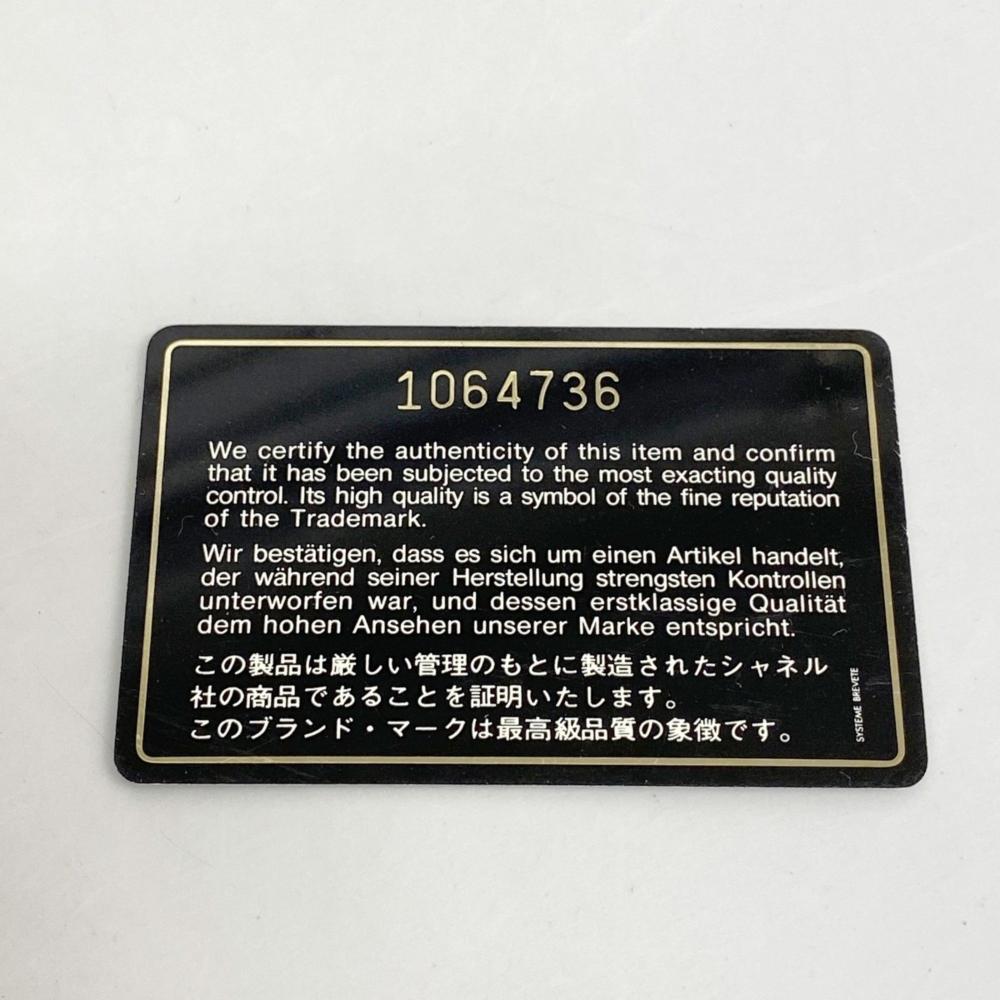 1064736
We certify the authenticity of this item and confirm
that it has been subjected to the most exacting quality
control. Its high quality is a symbol of the fine reputation
of the Trademark.
Wir bestätigen, dass es sich um einen Artikel handelt,
der während seiner Herstellung strengsten Kontrollen
unterworfen war, und dessen erstklassige Qualität
dem hohen Ansehen unserer Marke entspricht.
この製品は厳しい管理のもとに製造されたシャネル
社の商品であることを証明いたします。
このブランド・マークは最高級品質の象徴です。
SYSTEME BREVETE